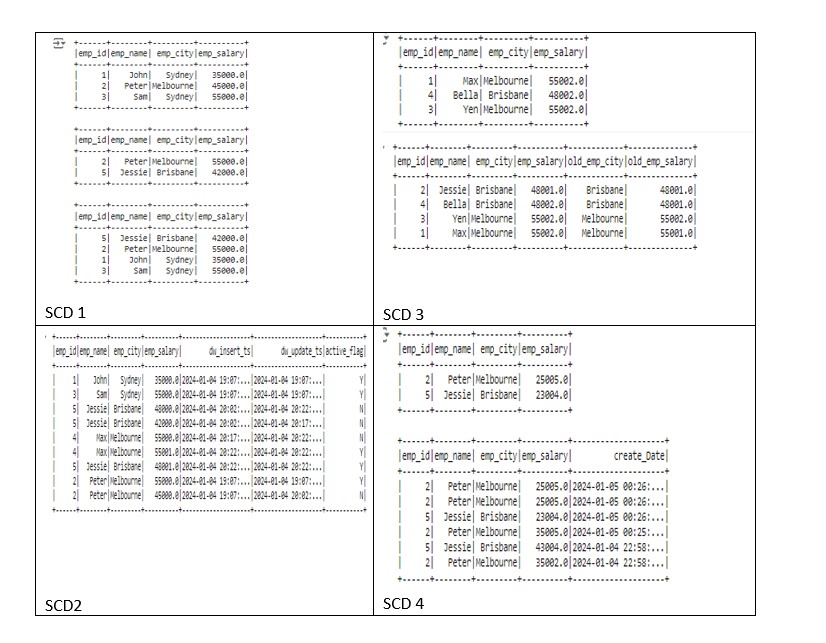 +------+--------+---------+----------+
|emp_id|emp_name| emp_city|emp_salary|
+------+--------+---------+----------+
| 1| John| Sydney| 35000.0|
| 2| Peter|Melbourne| 45000.0|
| 3| Sam| Sydney| 55000.0|
+------+--------+---------+----------+
+------+--------+---------+----------+
|emp_id|emp_name| emp_city|emp_salary|
+------+--------+---------+----------+
| 2| Peter|Melbourne| 55000.0|
| 5| Jessie| Brisbane| 42000.0|
+------+--------+---------+----------+
+------+--------+---------+----------+
|emp_id|emp_name| emp_city|emp_salary|
+------+--------+---------+----------+
| 5| Jessie| Brisbane| 42000.0|
| 2| Peter|Melbourne| 55000.0|
| 1| John| Sydney| 35000.0|
| 3| Sam| Sydney| 55000.0|
+------+--------+---------+----------+
SCD 1
+------+--------+---------+----------+
|emp_id|emp_name| emp_city|emp_salary|
+------+--------+---------+----------+
| 1| Max|Melbourne| 55002.0|
| 4| Bella| Brisbane| 48002.0|
| 3| Yen|Melbourne| 55002.0|
+------+--------+---------+----------+
+------+--------+---------+----------+------------+--------------+
|emp_id|emp_name| emp_city|emp_salary|old_emp_city|old_emp_salary|
+------+--------+---------+----------+------------+--------------+
| 2| Jessie| Brisbane| 48001.0| Brisbane| 48001.0|
| 4| Bella| Brisbane| 48002.0| Brisbane| 48001.0|
| 3| Yen|Melbourne| 55002.0| Melbourne| 55002.0|
| 1| Max|Melbourne| 55002.0| Melbourne| 55001.0|
+------+--------+---------+----------+------------+--------------+
SCD 3
+------+--------+---------+----------+--------------------+--------------------+-----------+
|emp_id|emp_name| emp_city|emp_salary| dw_insert_ts| dw_update_ts|active_flag|
+------+--------+---------+----------+--------------------+--------------------+-----------+
| 1| John| Sydney| 35000.0|2024-01-04 19:07:...|2024-01-04 19:07:...| Y|
| 3| Sam| Sydney| 55000.0|2024-01-04 19:07:...|2024-01-04 19:07:...| Y|
| 5| Jessie| Brisbane| 48000.0|2024-01-04 20:02:...|2024-01-04 20:22:...| N|
| 5| Jessie| Brisbane| 42000.0|2024-01-04 20:02:...|2024-01-04 20:17:...| N|
| 4| Max|Melbourne| 55000.0|2024-01-04 20:17:...|2024-01-04 20:22:...| N|
| 4| Max|Melbourne| 55001.0|2024-01-04 20:22:...|2024-01-04 20:22:...| Y|
| 5| Jessie| Brisbane| 48001.0|2024-01-04 20:22:...|2024-01-04 20:22:...| Y|
| 2| Peter|Melbourne| 55000.0|2024-01-04 19:07:...|2024-01-04 19:07:...| Y|
| 2| Peter|Melbourne| 45000.0|2024-01-04 19:07:...|2024-01-04 20:02:...| N|
+------+--------+---------+----------+--------------------+--------------------+-----------+
SCD2
+------+--------+---------+----------+
|emp_id|emp_name| emp_city|emp_salary|
+------+--------+---------+----------+
| 2| Peter|Melbourne| 25005.0|
| 5| Jessie| Brisbane| 23004.0|
+------+--------+---------+----------+
+------+--------+---------+----------+--------------------+
|emp_id|emp_name| emp_city|emp_salary| create_Date|
+------+--------+---------+----------+--------------------+
| 2| Peter|Melbourne| 25005.0|2024-01-05 00:26:...|
| 2| Peter|Melbourne| 25005.0|2024-01-05 00:26:...|
| 5| Jessie| Brisbane| 23004.0|2024-01-05 00:26:...|
| 2| Peter|Melbourne| 35005.0|2024-01-05 00:25:...|
| 5| Jessie| Brisbane| 43004.0|2024-01-04 22:58:...|
| 2| Peter|Melbourne| 35002.0|2024-01-04 22:58:...|
+------+--------+---------+----------+--------------------+
SCD 4